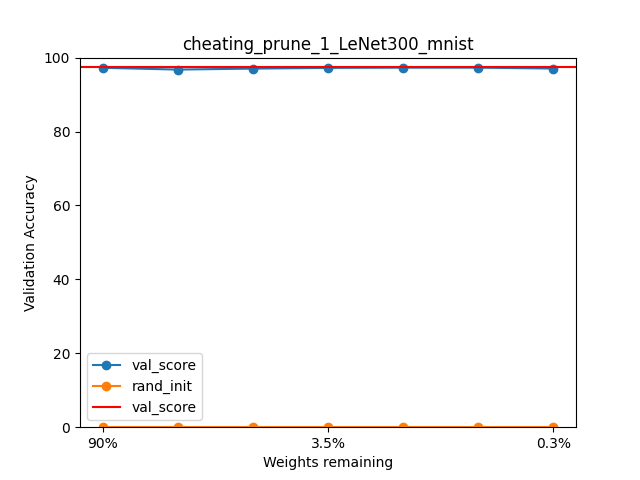 cheating_prune_1_LeNet300_mnist
100
80
60
40
20
0
Validation Accuracy
val_score
rand_init
val_score
90%
3.5%
0.3%
Weights remaining